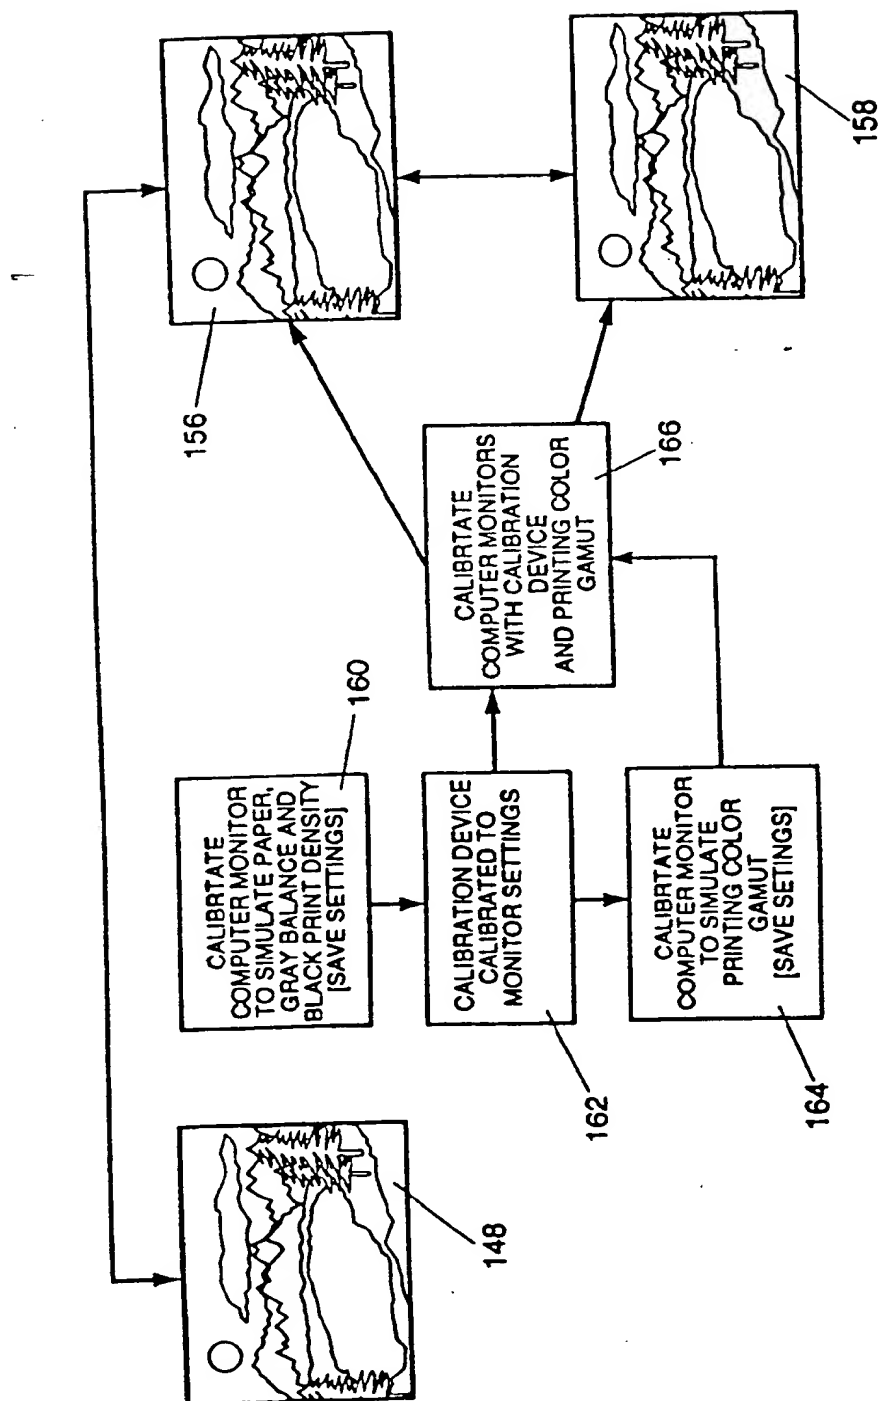 CALIBRTATE
COMPUTER MONITOR
TO SIMULATE PAPER,
GRAY BALANCE AND
BLACK PRINT DENSITY
[SAVE SETTINGS]
160
CALIBRATION DEVICE
CALIBRATED TO
MONITOR SETTINGS
162
CALIBRTATE
COMPUTER MONITOR
TO SIMULATE
PRINTING COLOR
GAMUT
[SAVE SETINGS]
164
CALIBRTATE
COMPUTER MONITORS
WITH CALIBRATION
DEVICE
AND PRINTING COLOR
GAMUT
166
148
156
158